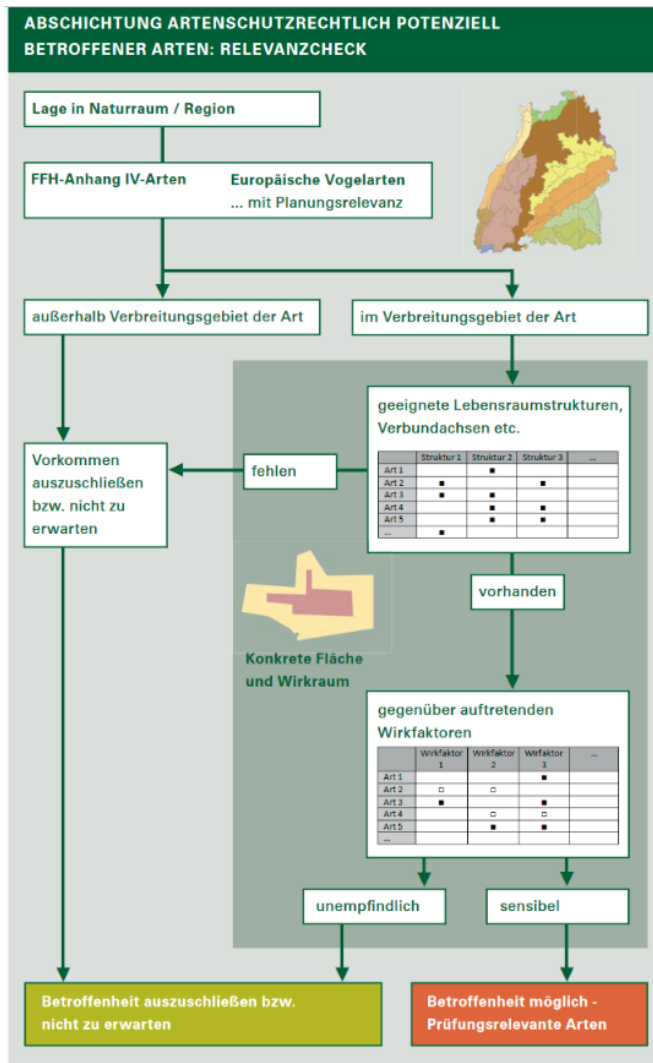 ABSCHICHTUNG ARTENSCHUTZRECHTLICH POTENZIELL
BETROFFENER ARTEN: RELEVANZCHECK
Lage in Naturraum / Region
FFH-Anhang IV-Arten
Europäische Vogelarten
... mit Planungsrelevanz
außerhalb Verbreitungsgebiet der Art
im Verbreitungsgebiet der Art
geeignete Lebensraumstrukturen,
Verbundachsen etc.
Struktur 1 Struktur 2 Struktur 3 ...
Art 1 ■
Art 2 ■ ■
Art 3 ■ ■
Art 4 ■ ■
Art 5 ■ ■
... ■
fehlen
Vorkommen
auszuschließen
bzw. nicht zu
erwarten
vorhanden
Konkrete Fläche
und Wirkraum
gegenüber auftretenden
Wirkfaktoren
Wirkfaktor 1 Wirkfaktor 2 Wirfaktor 3 ...
Art 1 ■
Art 2 □ □
Art 3 ■ ■
Art 4 □ □
Art 5 ■ ■
...
unempfindlich
sensibel
Betroffenheit auszuschließen bzw.
nicht zu erwarten
Betroffenheit möglich -
Prüfungsrelevante Arten